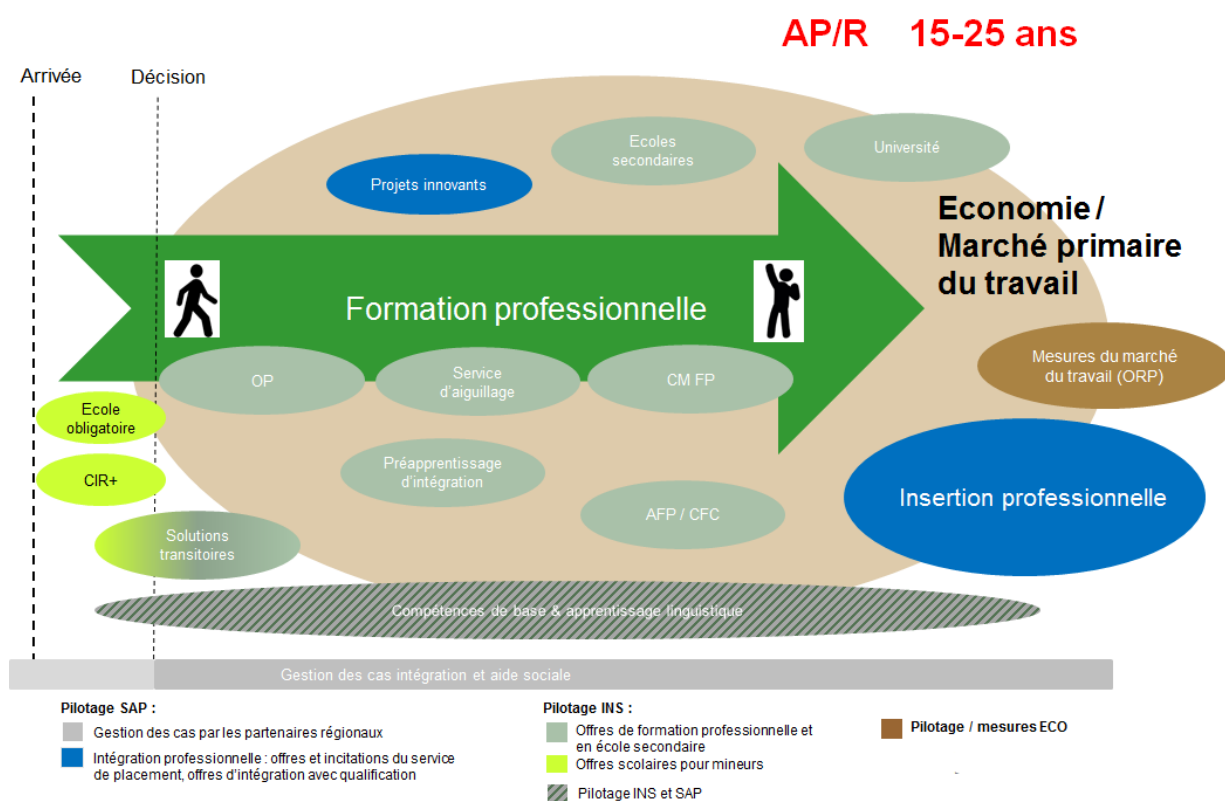 AP/R 15-25 ans
Arrivée
Décision
Ecoles
secondaires
Université
Projets innovants
Economie /
Marché primaire
du travail
Formation professionnelle
Mesures du marché
du travail (ORP)
OP
Service
d'aiguillage
CM FP
Ecole
obligatoire
CIR+
Préapprentissage
d'intégration
Insertion professionnelle
AFP / CFC
Solutions
transitoires
Compétences de base & apprentissage linguistique
Gestion des cas intégration et aide sociale
Pilotage SAP :
Gestion des cas par les partenaires régionaux
Intégration professionnelle : offres et incitations du service
de placement, offres d'intégration avec qualification
Pilotage INS :
Offres de formation professionnelle et
en école secondaire
Offres scolaires pour mineurs
Pilotage INS et SAP
Pilotage / mesures ECO